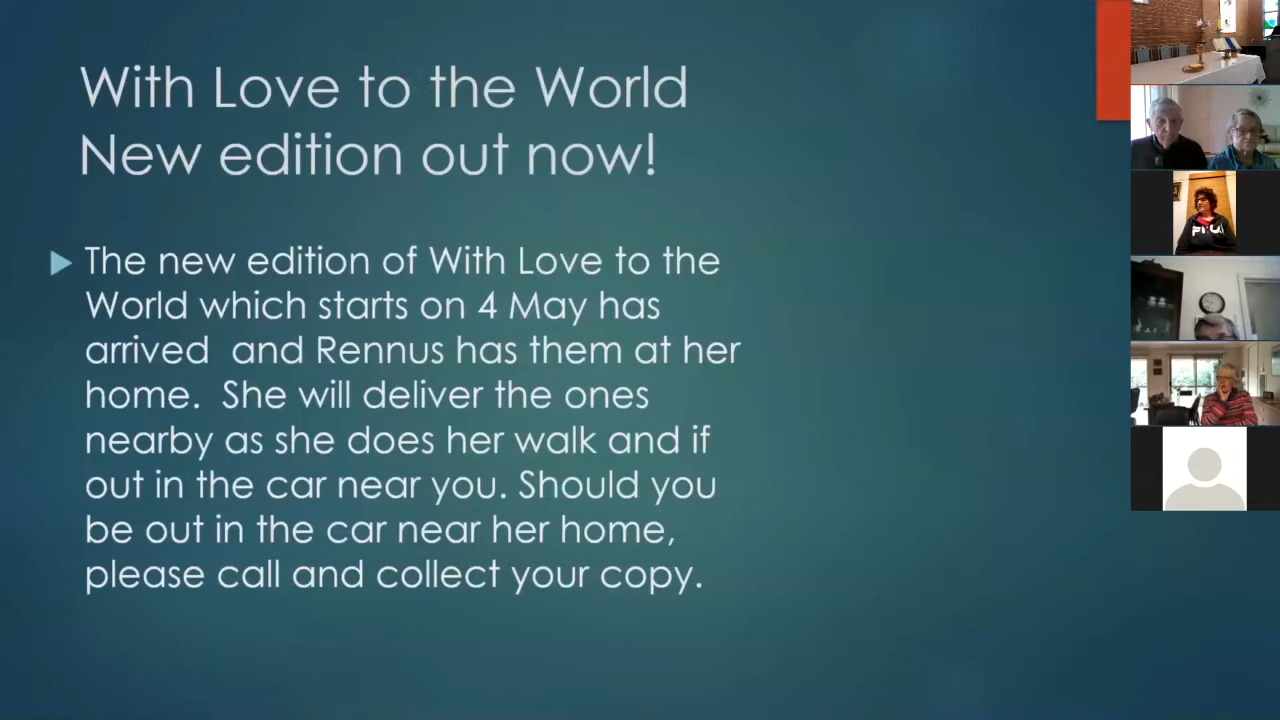 With Love to the World
New edition out now!
The new edition of With Love to the
World which starts on 4 May has
arrived  and Rennus has them at her
home.  She will deliver the ones
nearby as she does her walk and if
out in the car near you. Should you
be out in the car near her home,
please call and collect your copy.
FILA